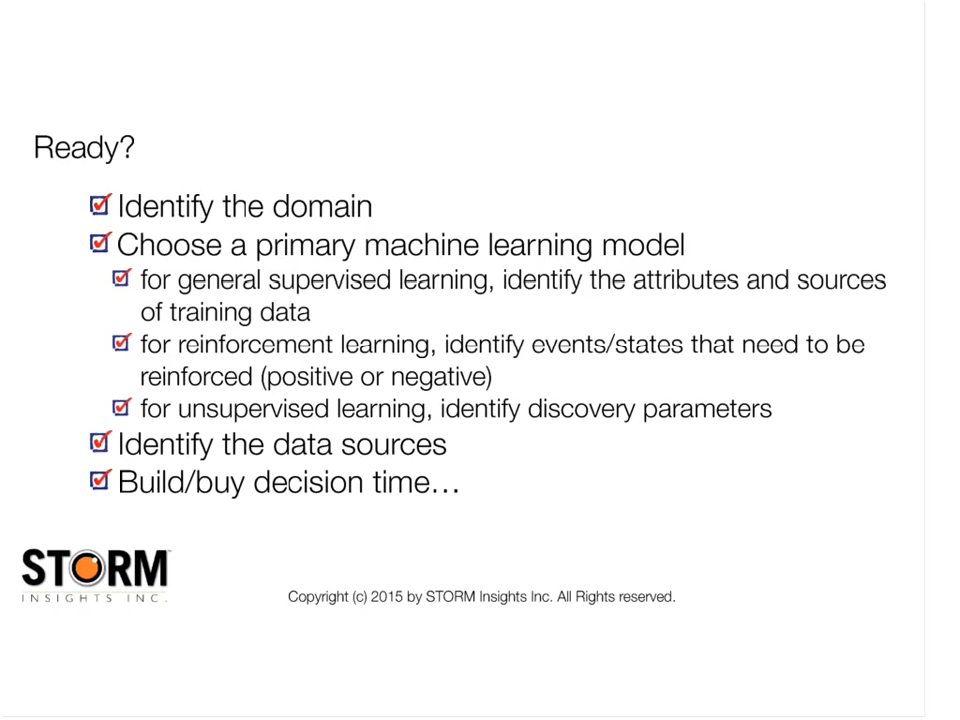 Ready?
Identify the domain
Choose a primary machine learning model
for general supervised learning, identify the attributes and sources
of training data
for reinforcement learning, identify events/states that need to be
reinforced (positive or negative)
for unsupervised learning, identify discovery parameters
Identify the data sources
Build/buy decision time…
STORM
INSIGHTS INC.
Copyright (c) 2015 by STORM Insights Inc. All Rights reserved.